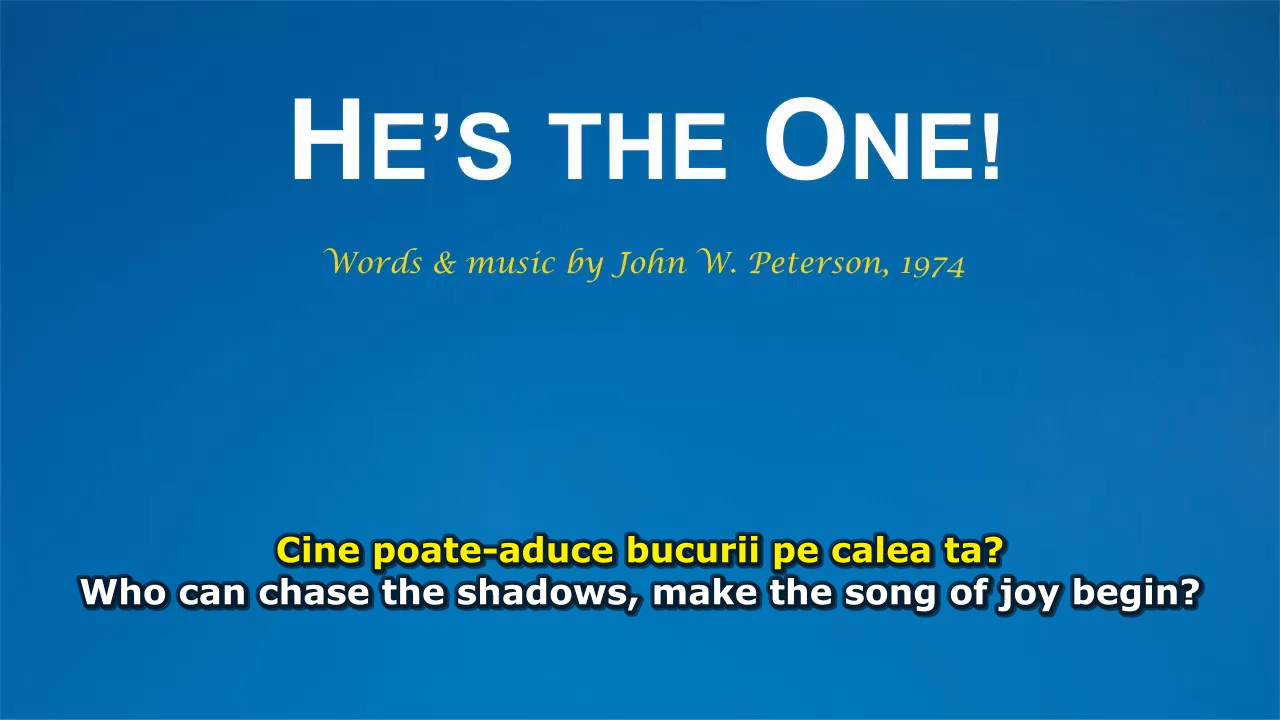 He's the One!
Words & music by John W. Peterson, 1974
Cine poate-aduce bucurii pe calea ta?
Who can chase the shadows, make the song of joy begin?